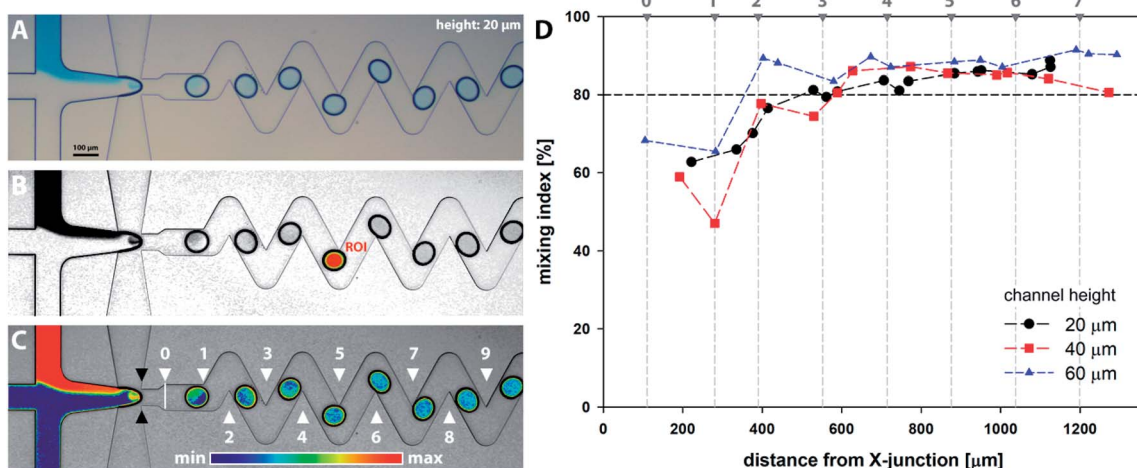 A
height: 20 μm
100 μm
B
ROI
C
0 1 3 5 7 9
2 4 6 8
min max
D
0 1 2 3 4 5 6 7
100
80
60
40
20
0
mixing index [%]
channel height
20 μm
40 μm
60 μm
0 200 400 600 800 1000 1200
distance from X-junction [μm]